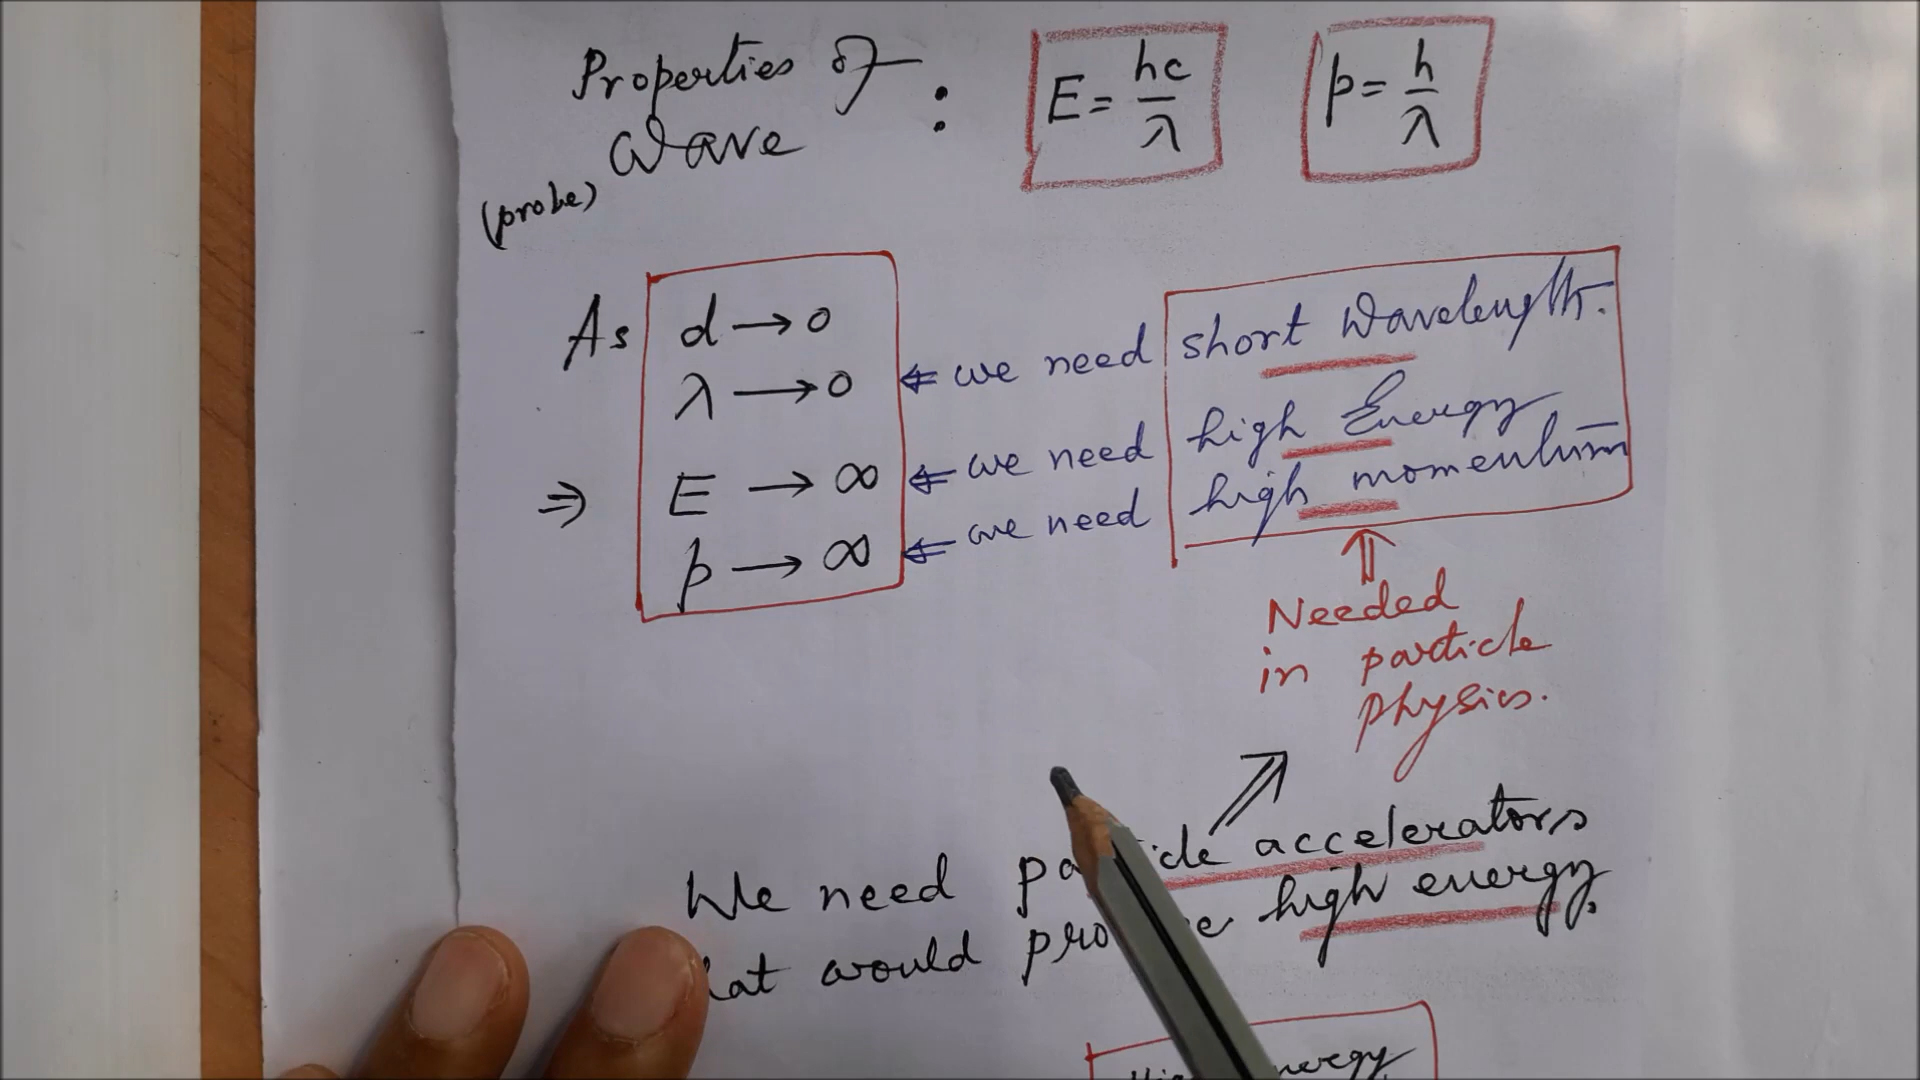 Properties of : E = hc/λ p = h/λ
Wave
(probe)
As d → 0
λ → 0 ⇐ we need short Wavelength.
⇒ E → ∞ ⇐ we need high Energy
p → ∞ ⇐ we need high momentum
⇑
Needed
in particle
physics.
⇗
We need accelerators
would high energy.